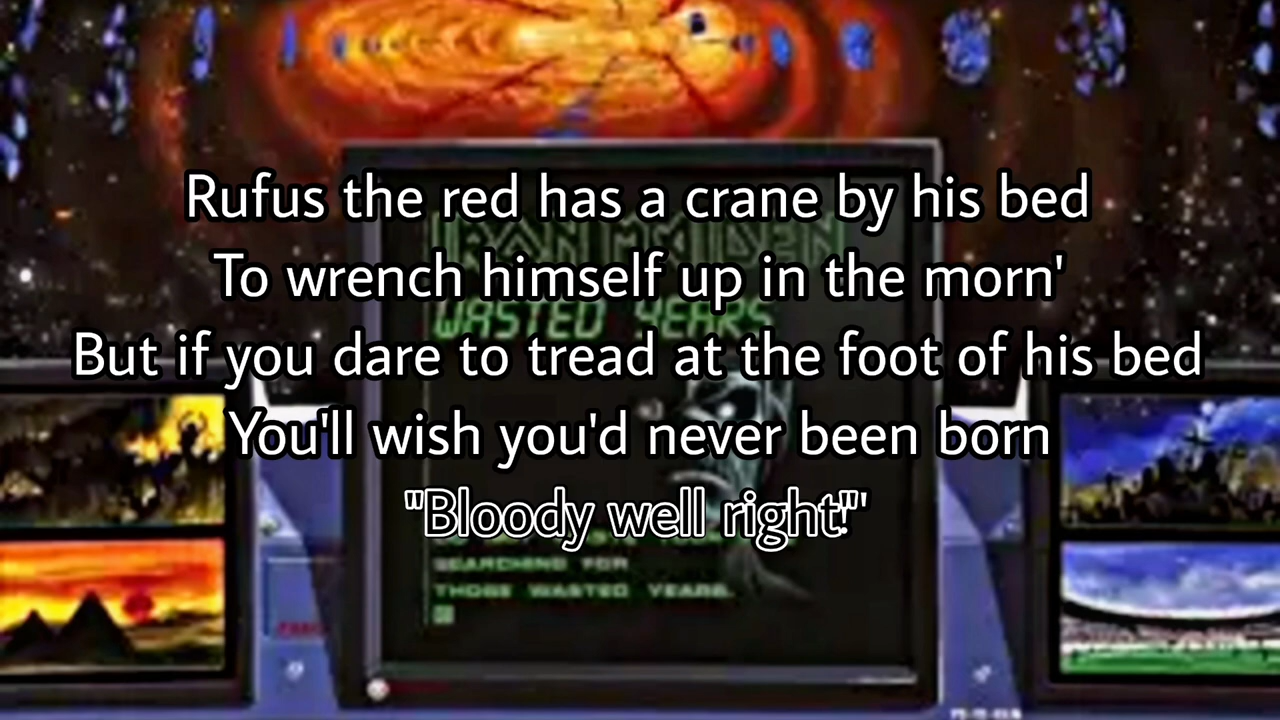 Rufus the red has a crane by his bed
IRON MAIDEN
To wrench himself up in the morn'
WASTED YEARS
But if you dare to tread at the foot of his bed
You'll wish you'd never been born
"Bloody well right!"
SEARCHING FOR
THOSE WASTED YEARS.